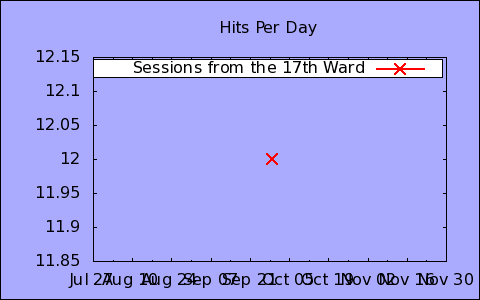 Hits Per Day
12.15
Sessions from the 17th Ward
12.1
12.05
12
11.95
11.9
11.85
Jul 27 Aug 10 Aug 24 Sep 07 Sep 21 Oct 05 Oct 19 Nov 02 Nov 16 Nov 30